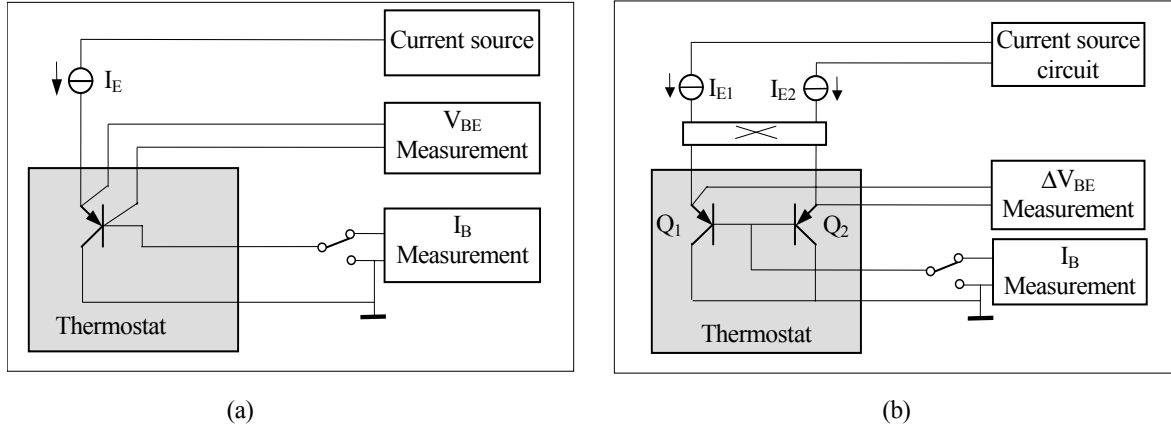 Current source
I_E
V_BE
Measurement
I_B
Measurement
Thermostat
(a)
Current source
circuit
I_E1
I_E2
ΔV_BE
Measurement
Q_1
Q_2
I_B
Measurement
Thermostat
(b)